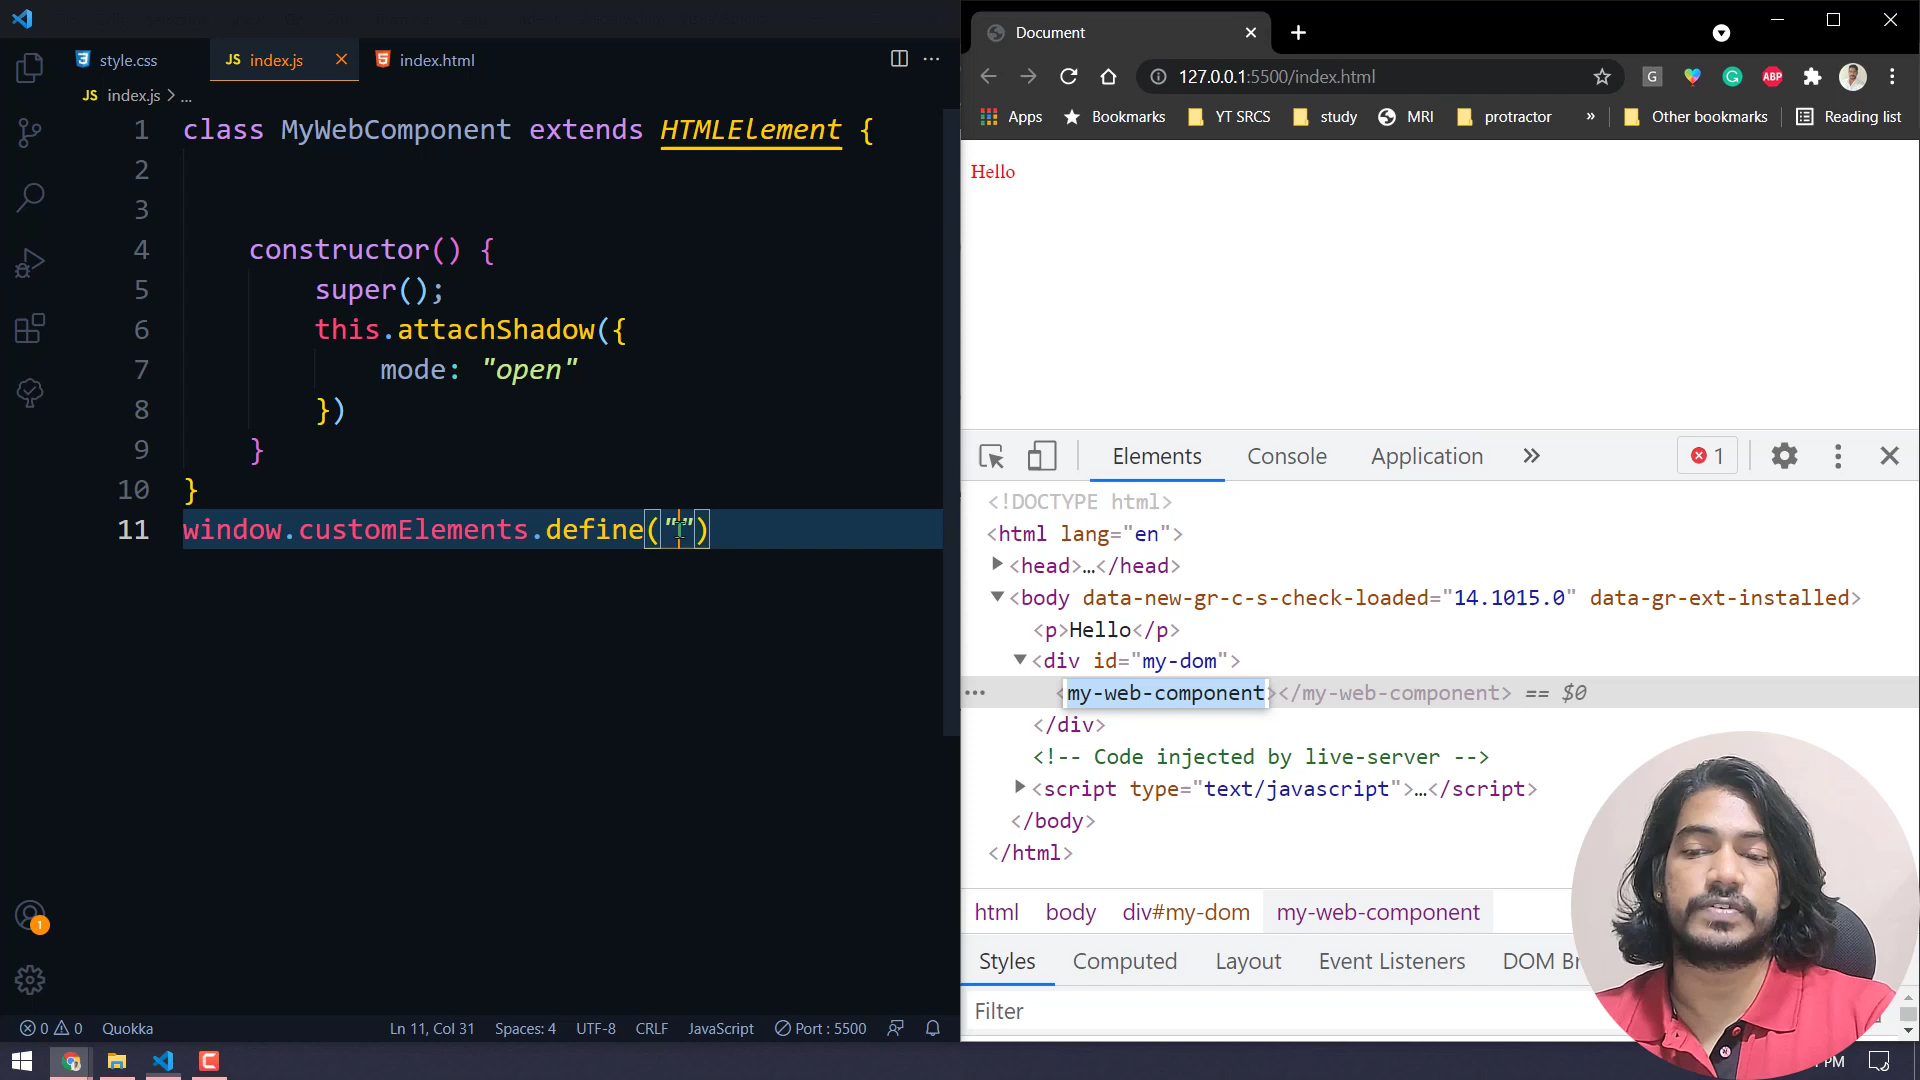 style.css
JS index.js
index.html
JS index.js > ...
1 class MyWebComponent extends HTMLElement {
2
3
4 constructor() {
5 super();
6 this.attachShadow({
7 mode: "open"
8 })
9 }
10 }
11 window.customElements.define("")
1
0 0 Quokka Ln 11, Col 31 Spaces: 4 UTF-8 CRLF JavaScript Port : 5500
Document
127.0.0.1:5500/index.html
G ABP
Apps Bookmarks YT SRCS study MRI protractor » Other bookmarks Reading list
Hello
Elements Console Application » 1
<!DOCTYPE html>
<html lang="en">
<head>…</head>
<body data-new-gr-c-s-check-loaded="14.1015.0" data-gr-ext-installed>
<p>Hello</p>
<div id="my-dom">
<my-web-component></my-web-component> == $0
</div>
<!-- Code injected by live-server -->
<script type="text/javascript">…</script>
</body>
</html>
html body div#my-dom my-web-component
Styles Computed Layout Event Listeners DOM
Filter
PM